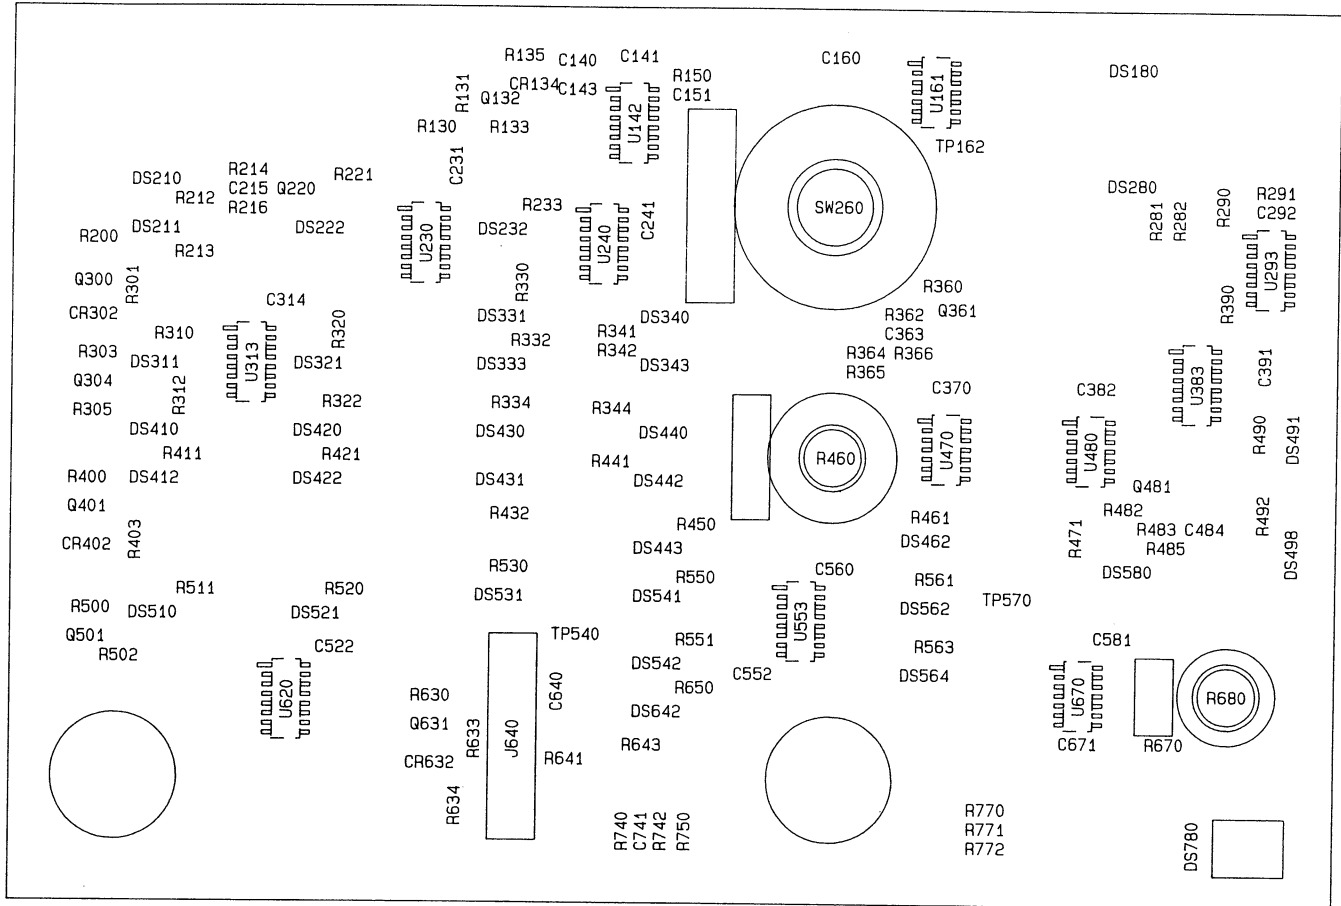 R135
C140
C141
C160
DS180
R131
CR134
C143
R150
C151
U161
Q132
U142
R130
R133
TP162
C231
DS210
R214
R221
R212
C215
Q220
R216
DS280
R281
R282
R290
R291
C292
SW260
R200
DS211
DS222
R213
U230
DS232
R233
U240
C241
U293
Q300
R301
CR302
C314
R330
R360
R362
Q361
R390
R310
R320
DS331
R332
R341
DS340
C363
R303
DS311
U313
DS321
DS333
R342
DS343
R364
R366
R365
Q304
R312
C370
C382
U383
C391
R305
R322
R334
R344
DS410
DS420
DS430
DS440
R460
U470
U480
R490
DS491
R411
R421
R441
R400
DS412
DS422
DS431
DS442
Q481
Q401
R432
R450
R461
R482
R492
CR402
R403
DS443
DS462
R471
R483
C484
R485
DS498
R511
R520
R530
R550
C560
R561
DS580
R500
DS510
DS521
DS531
DS541
U553
DS562
TP570
Q501
R502
C522
TP540
R551
R563
C581
DS542
C552
DS564
U620
R630
C640
R650
U670
R680
Q631
R633
J640
DS642
CR632
R641
R643
C671
R670
R634
R740
C741
R742
R750
R770
R771
R772
DS780